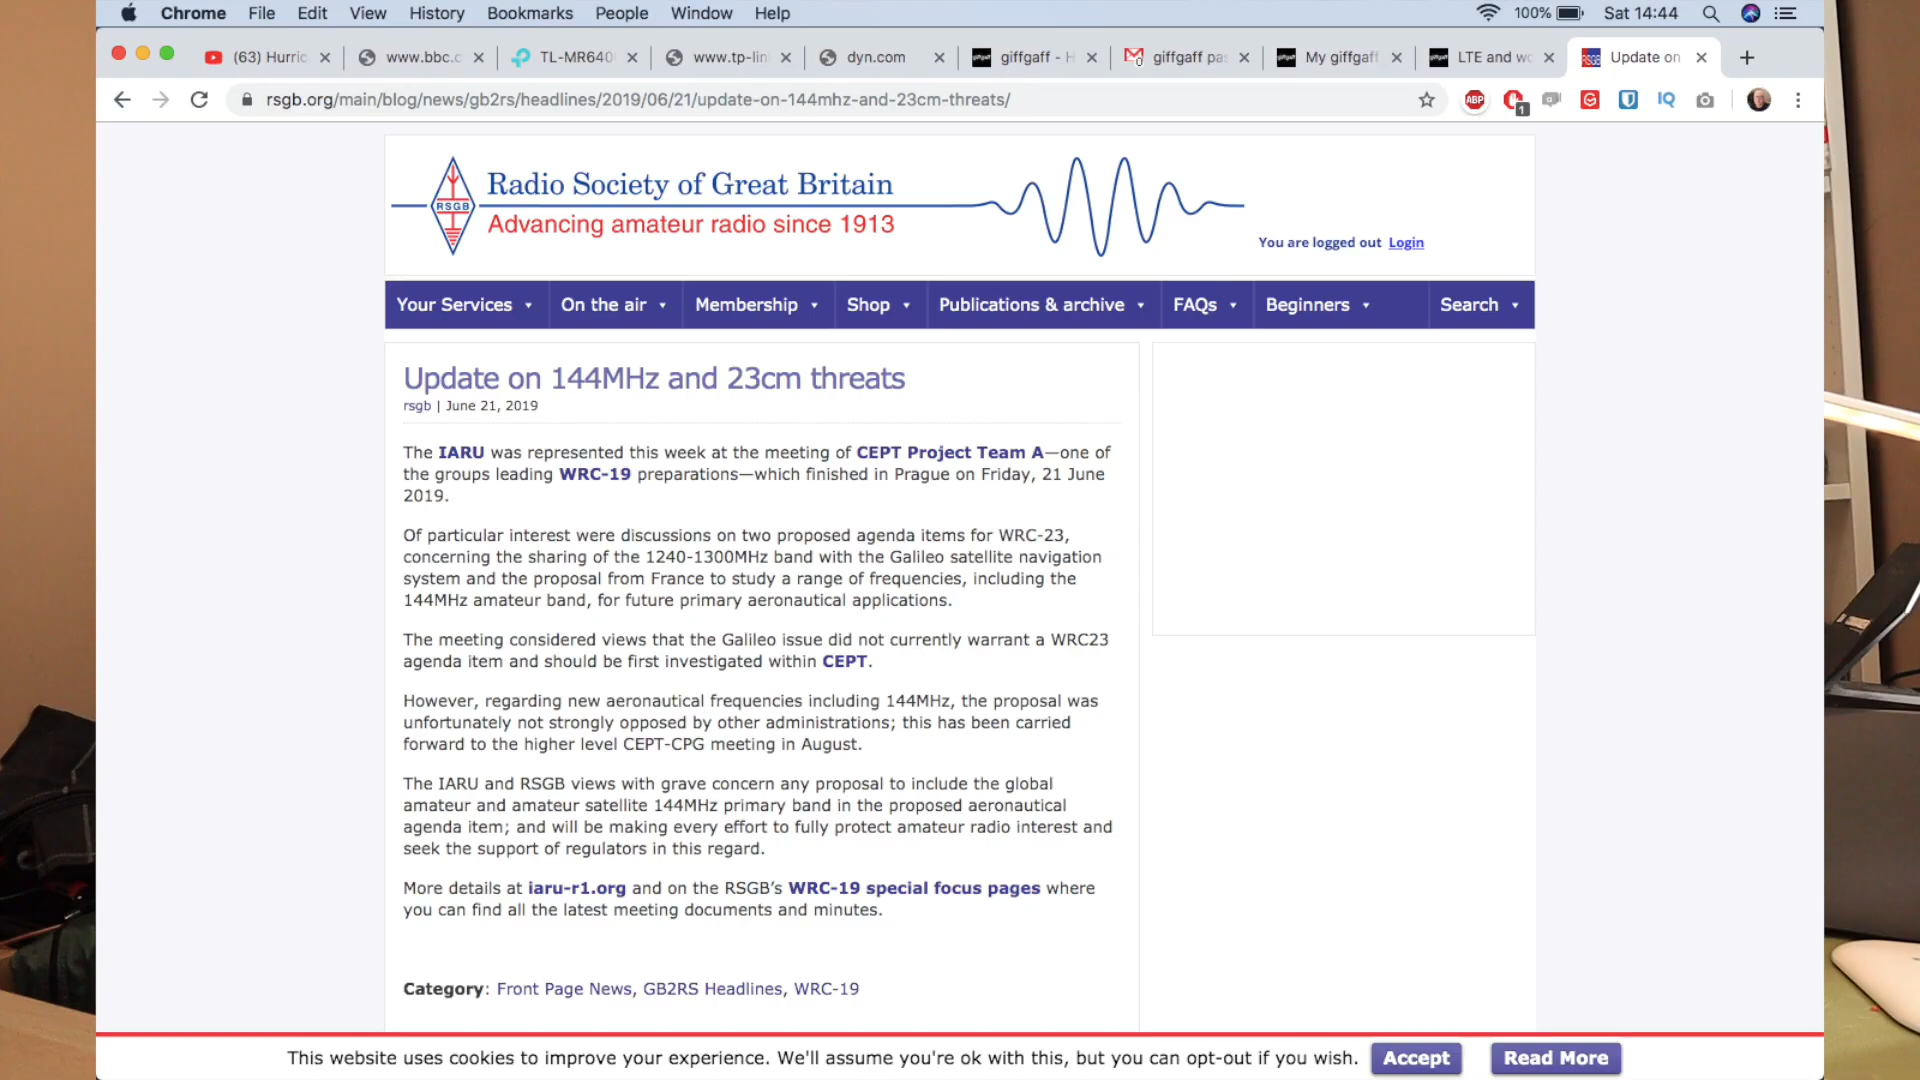 Chrome File Edit View History Bookmarks People Window Help 100% Sat 14:44
(63) Hurric www.bbc.c TL-MR640 www.tp-lin dyn.com giffgaff - H giffgaff pas My giffgaff LTE and wo Update on
rsgb.org/main/blog/news/gb2rs/headlines/2019/06/21/update-on-144mhz-and-23cm-threats/ ABP 1 IQ
Radio Society of Great Britain
RSGB
Advancing amateur radio since 1913
You are logged out Login
Your Services On the air Membership Shop Publications & archive FAQs Beginners Search
Update on 144MHz and 23cm threats
rsgb | June 21, 2019
The IARU was represented this week at the meeting of CEPT Project Team A—one of
the groups leading WRC-19 preparations—which finished in Prague on Friday, 21 June
2019.
Of particular interest were discussions on two proposed agenda items for WRC-23,
concerning the sharing of the 1240-1300MHz band with the Galileo satellite navigation
system and the proposal from France to study a range of frequencies, including the
144MHz amateur band, for future primary aeronautical applications.
The meeting considered views that the Galileo issue did not currently warrant a WRC23
agenda item and should be first investigated within CEPT.
However, regarding new aeronautical frequencies including 144MHz, the proposal was
unfortunately not strongly opposed by other administrations; this has been carried
forward to the higher level CEPT-CPG meeting in August.
The IARU and RSGB views with grave concern any proposal to include the global
amateur and amateur satellite 144MHz primary band in the proposed aeronautical
agenda item; and will be making every effort to fully protect amateur radio interest and
seek the support of regulators in this regard.
More details at iaru-r1.org and on the RSGB's WRC-19 special focus pages where
you can find all the latest meeting documents and minutes.
Category: Front Page News, GB2RS Headlines, WRC-19
This website uses cookies to improve your experience. We'll assume you're ok with this, but you can opt-out if you wish. Accept Read More